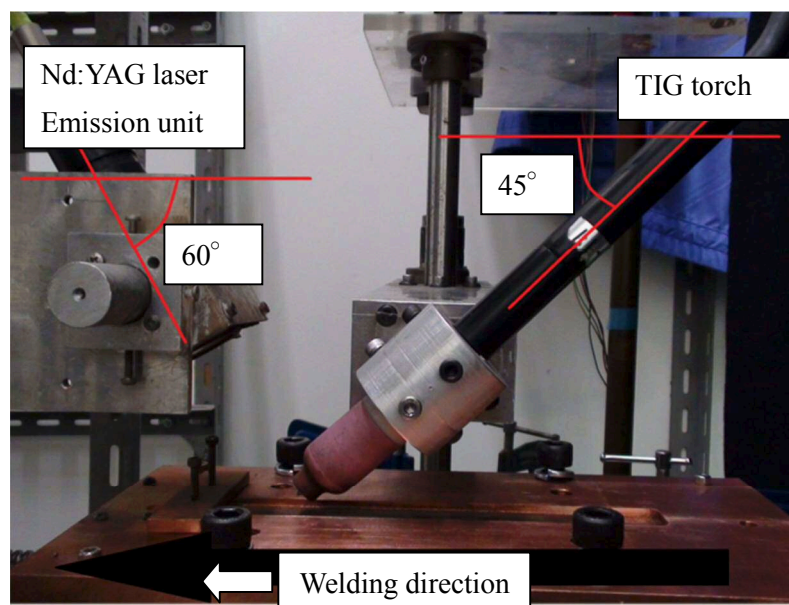 Nd:YAG laser
Emission unit
TIG torch
45°
60°
Welding direction